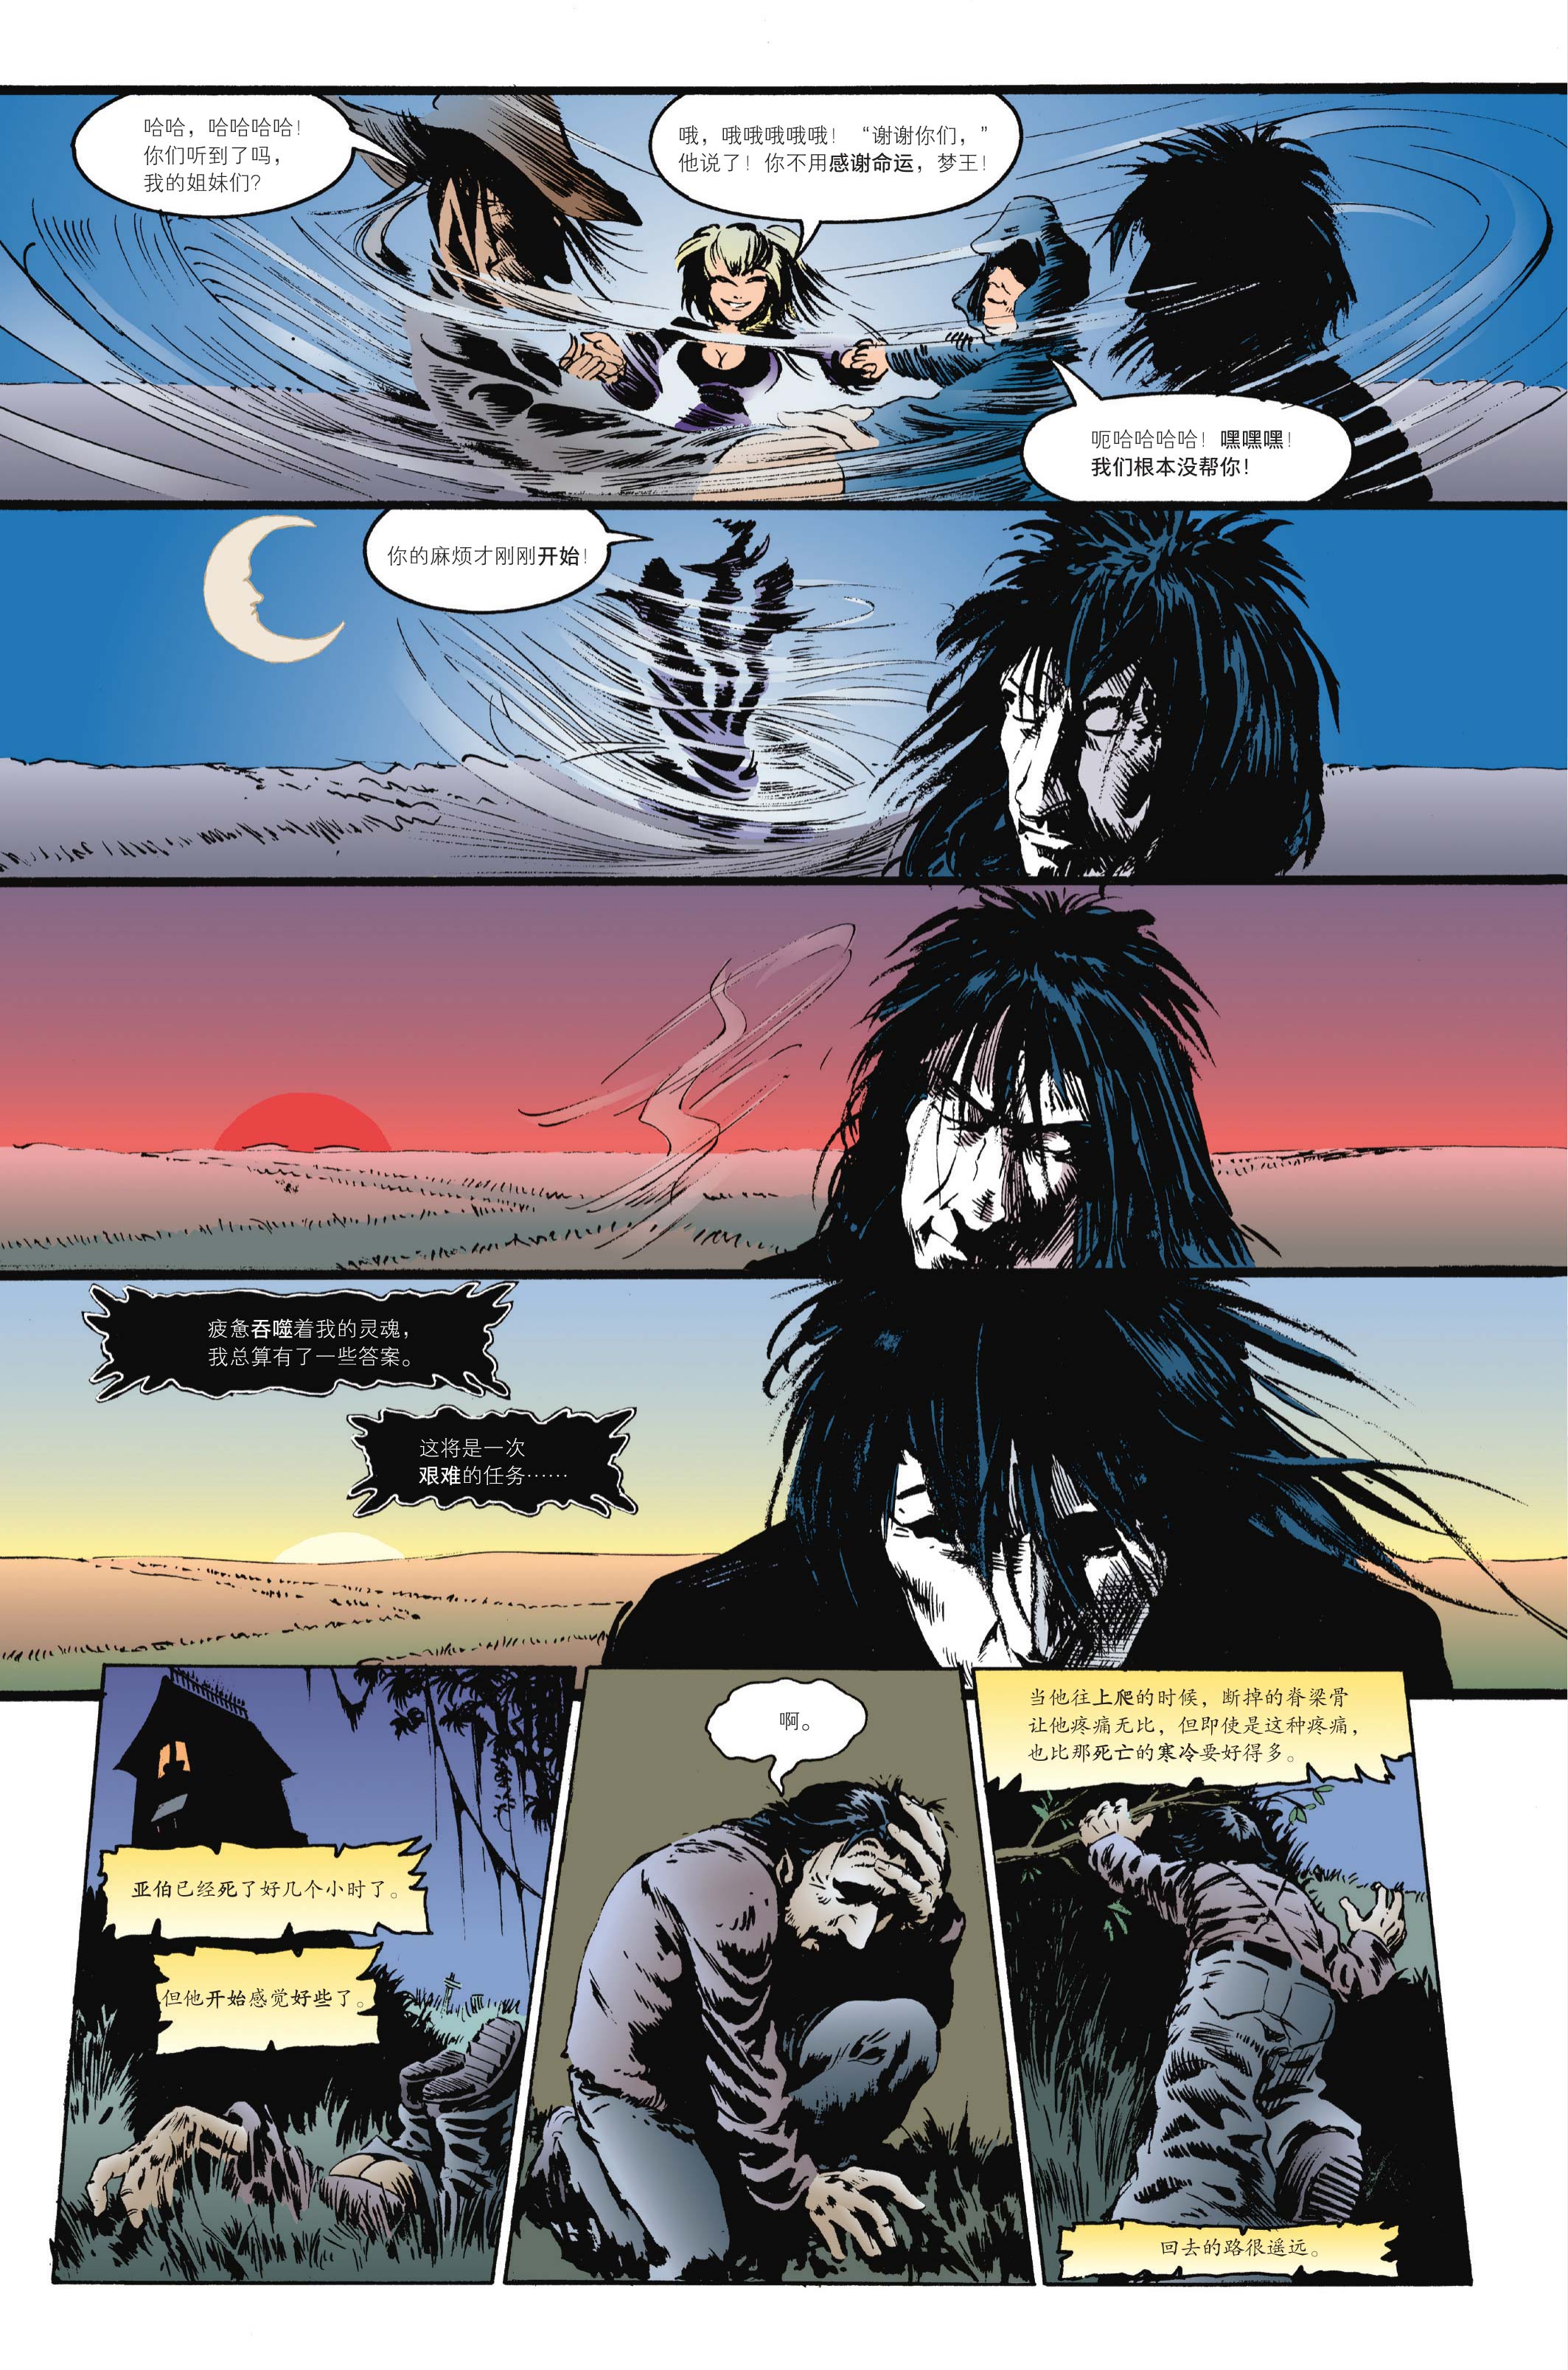 哈哈，哈哈哈哈！
你们听到了吗，
我的姐妹们？
哦，哦哦哦哦哦！“谢谢你们，”
他说了！你不用感谢命运，梦王！
呃哈哈哈哈！嘿嘿嘿！
我们根本没帮你！
你的麻烦才刚刚开始！
疲惫吞噬着我的灵魂，
我总算有了一些答案。
这将是一次
艰难的任务……
亚伯已经死了好几个小时了。
但他开始感觉好些了。
啊。
当他往上爬的时候，断掉的脊梁骨
让他疼痛无比，但即使是这种疼痛，
也比那死亡的寒冷要好得多。
回去的路很遥远。